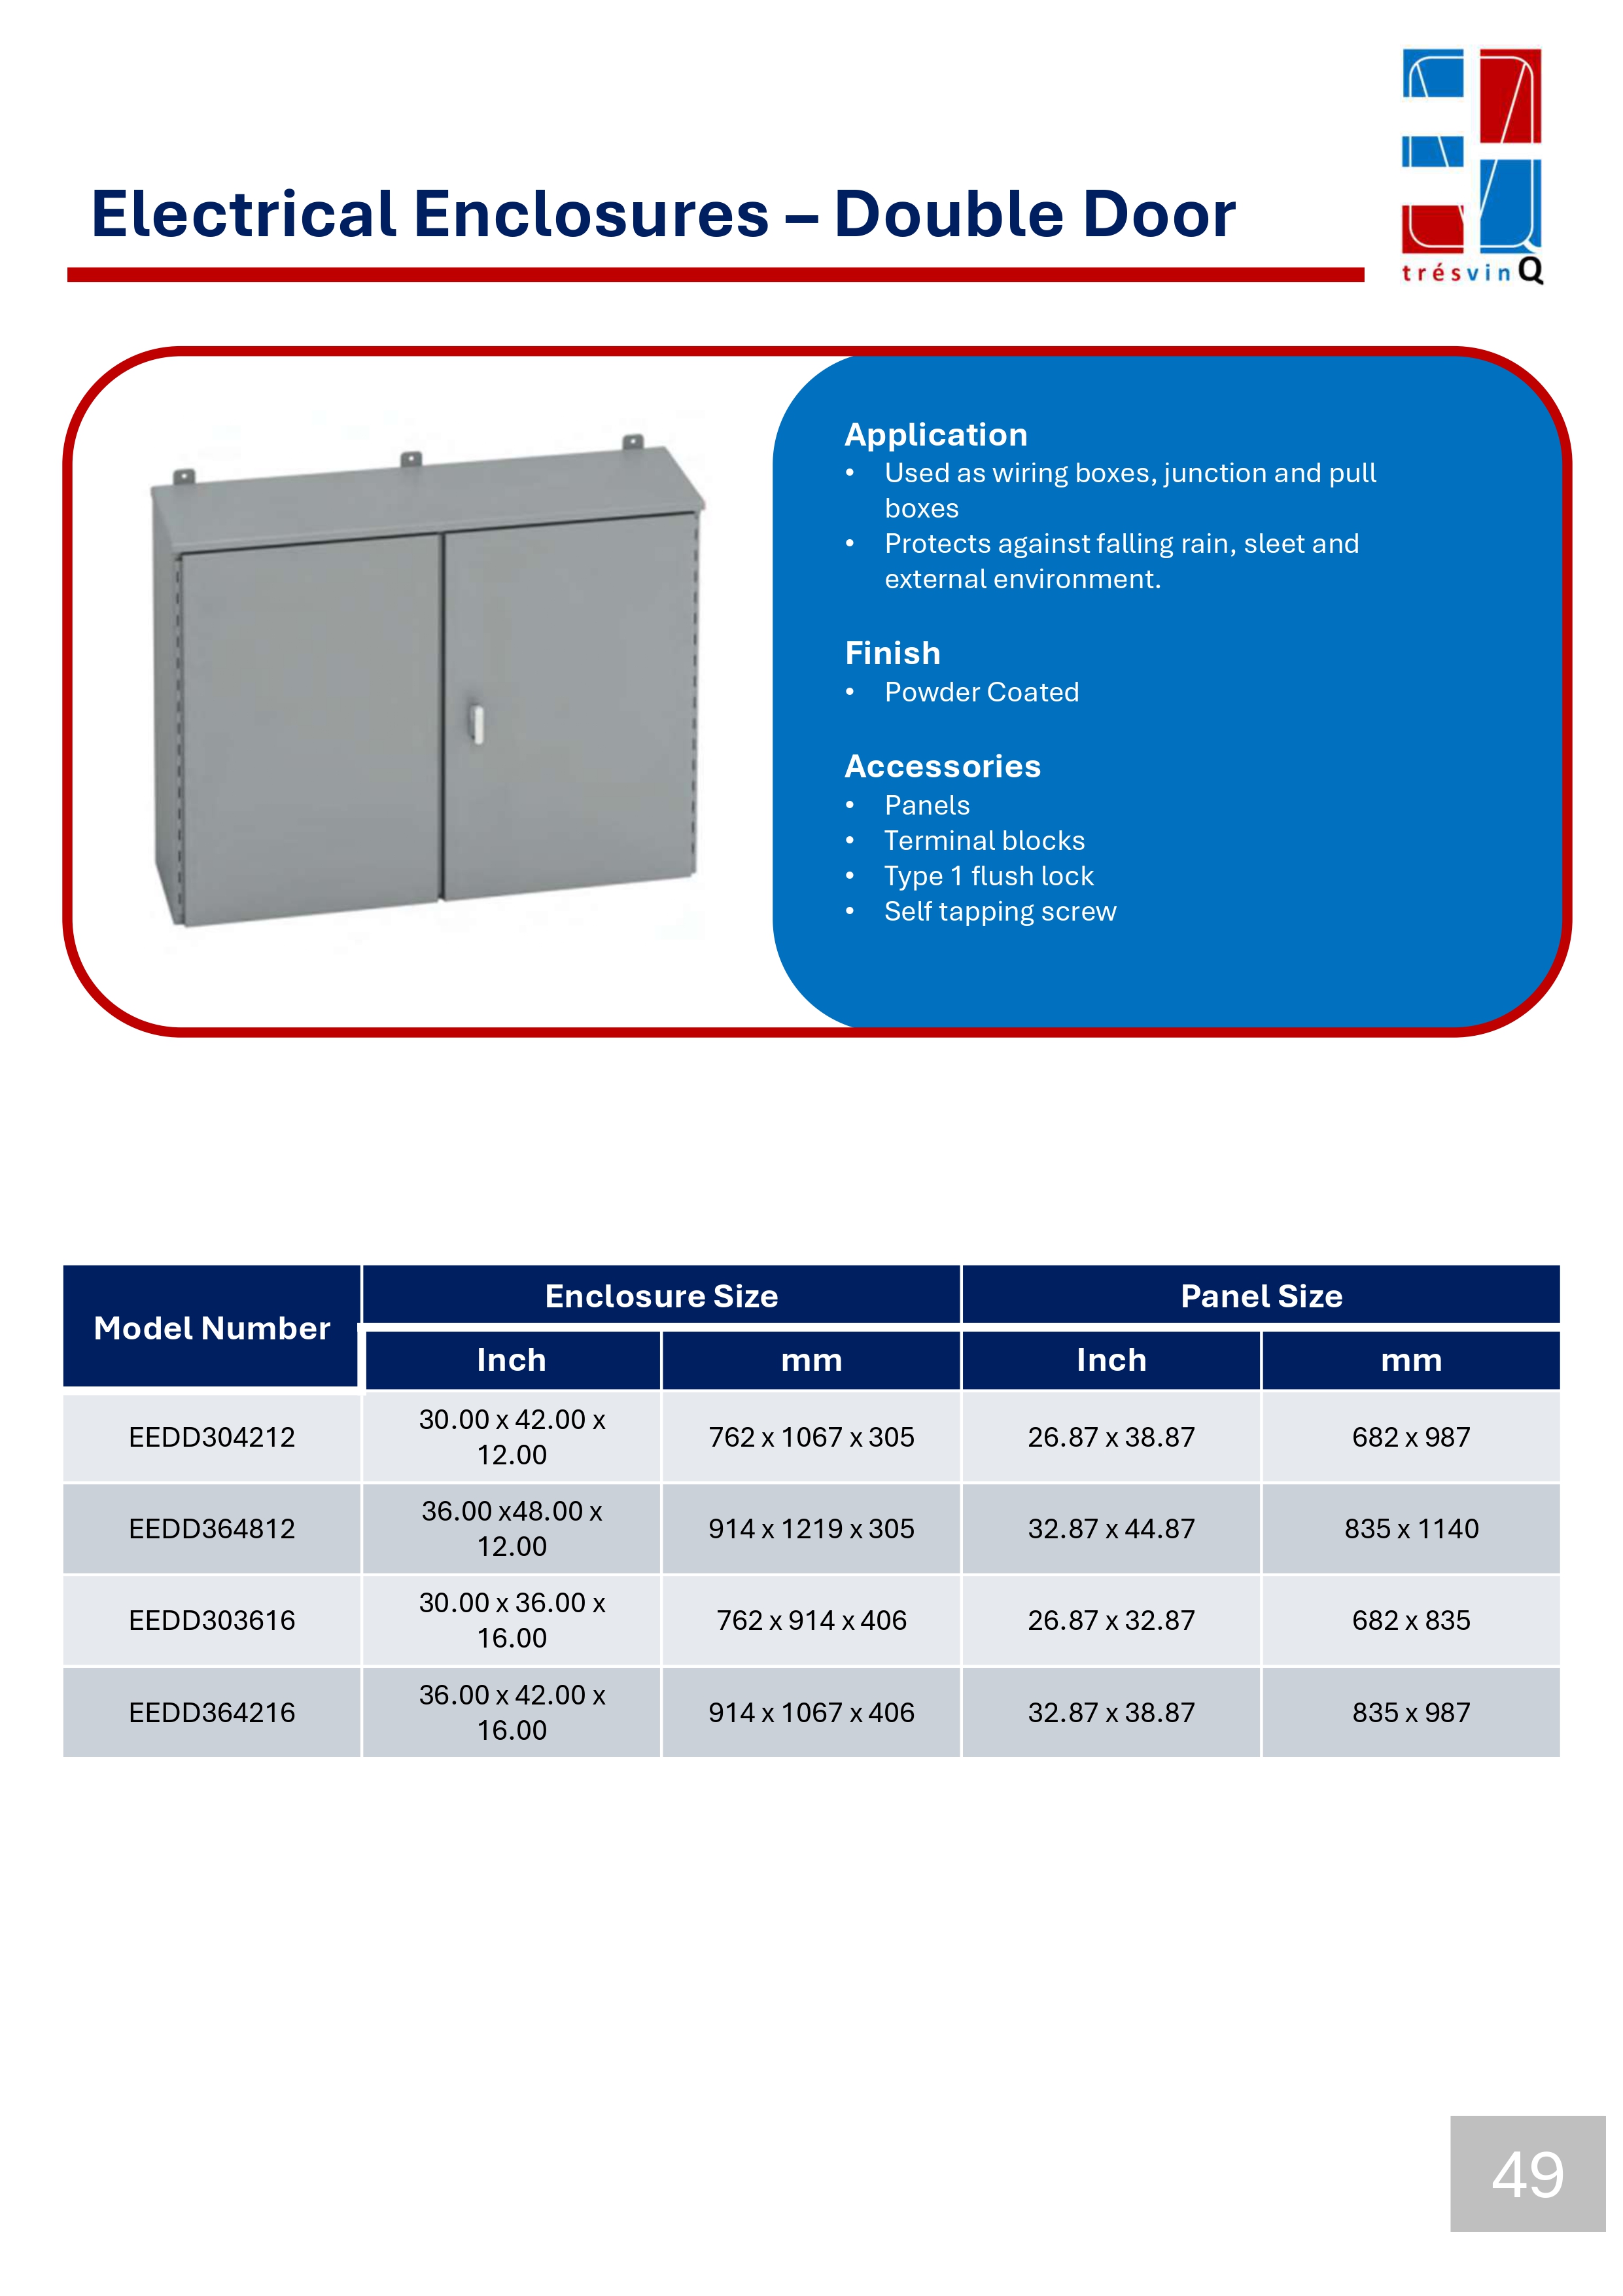 Electrical Enclosures – Double Door
trésvinQ
Application
• Used as wiring boxes, junction and pull
boxes
• Protects against falling rain, sleet and
external environment.
Finish
• Powder Coated
Accessories
• Panels
• Terminal blocks
• Type 1 flush lock
• Self tapping screw
Model Number Enclosure Size Panel Size
Inch mm Inch mm
EEDD304212 30.00 x 42.00 x 12.00 762 x 1067 x 305 26.87 x 38.87 682 x 987
EEDD364812 36.00 x48.00 x 12.00 914 x 1219 x 305 32.87 x 44.87 835 x 1140
EEDD303616 30.00 x 36.00 x 16.00 762 x 914 x 406 26.87 x 32.87 682 x 835
EEDD364216 36.00 x 42.00 x 16.00 914 x 1067 x 406 32.87 x 38.87 835 x 987
49